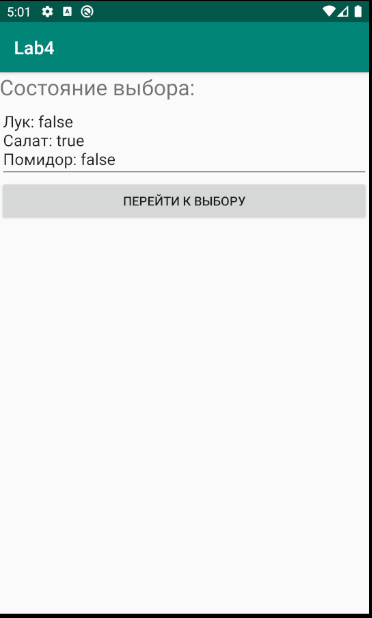 5:01
Lab4
Состояние выбора:
Лук: false
Салат: true
Помидор: false
ПЕРЕЙТИ К ВЫБОРУ